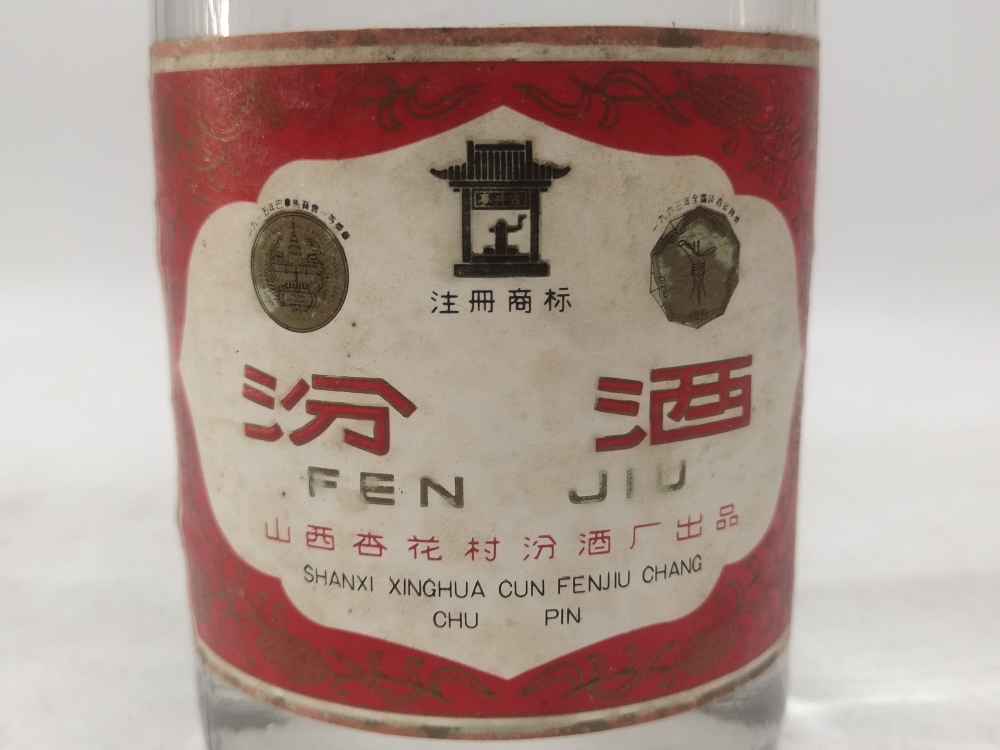 注册商标
汾酒
FEN JIU
山西杏花村汾酒厂出品
SHANXI XINGHUA CUN FENJIU CHANG
CHU PIN